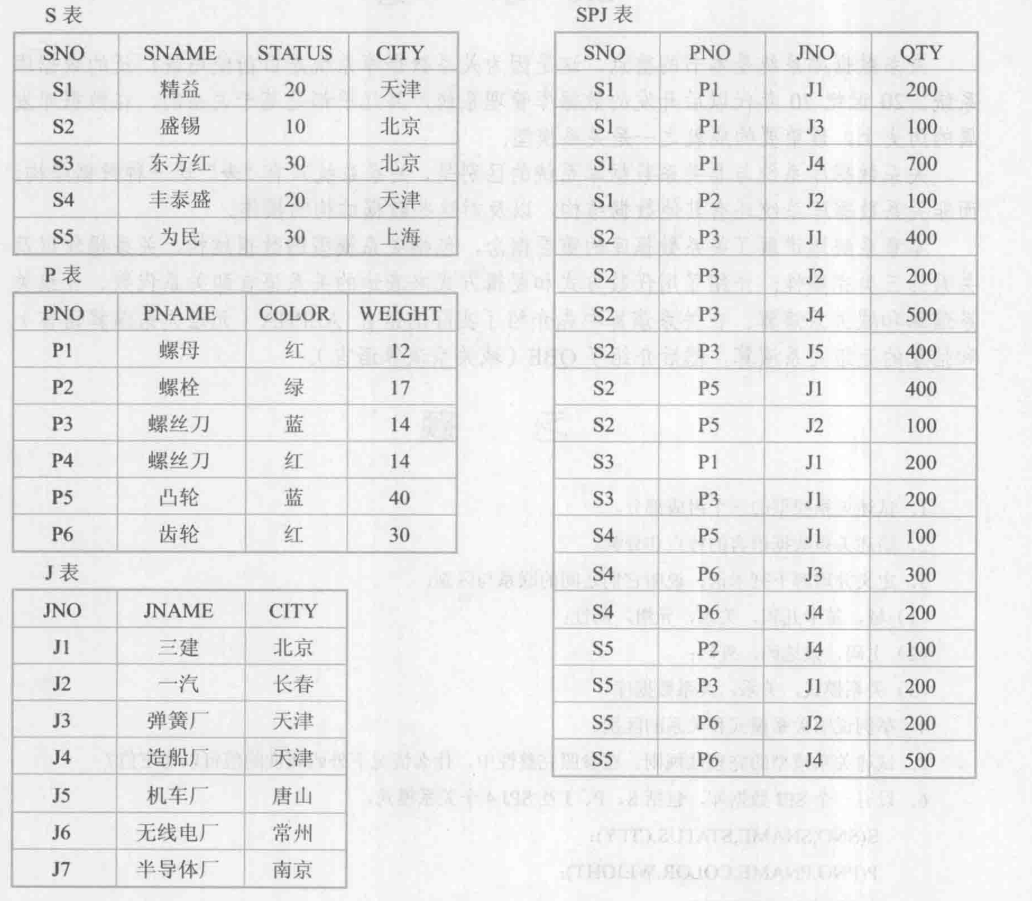 S 表
SNO SNAME STATUS CITY
S1 精益 20 天津
S2 盛锡 10 北京
S3 东方红 30 北京
S4 丰泰盛 20 天津
S5 为民 30 上海
P 表
PNO PNAME COLOR WEIGHT
P1 螺母 红 12
P2 螺栓 绿 17
P3 螺丝刀 蓝 14
P4 螺丝刀 红 14
P5 凸轮 蓝 40
P6 齿轮 红 30
J 表
JNO JNAME CITY
J1 三建 北京
J2 一汽 长春
J3 弹簧厂 天津
J4 造船厂 天津
J5 机车厂 唐山
J6 无线电厂 常州
J7 半导体厂 南京
SPJ 表
SNO PNO JNO QTY
S1 P1 J1 200
S1 P1 J3 100
S1 P1 J4 700
S1 P2 J2 100
S2 P3 J1 400
S2 P3 J2 200
S2 P3 J4 500
S2 P3 J5 400
S2 P5 J1 400
S2 P5 J2 100
S3 P1 J1 200
S3 P3 J1 200
S4 P5 J1 100
S4 P6 J3 300
S4 P6 J4 200
S5 P2 J4 100
S5 P3 J1 200
S5 P6 J2 200
S5 P6 J4 500